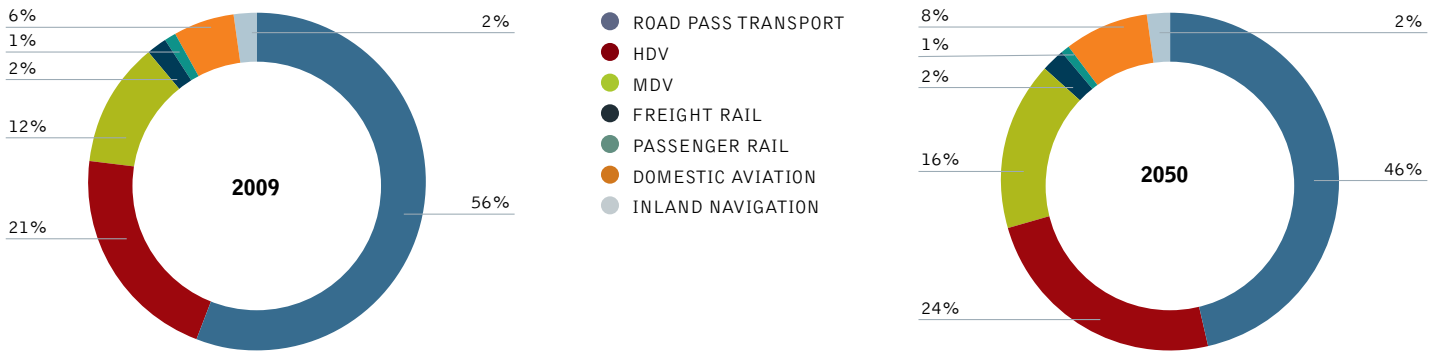 6%
1%
2%
12%
21%
2%
56%
2009
ROAD PASS TRANSPORT
HDV
MDV
FREIGHT RAIL
PASSENGER RAIL
DOMESTIC AVIATION
INLAND NAVIGATION
8%
1%
2%
16%
24%
2%
46%
2050